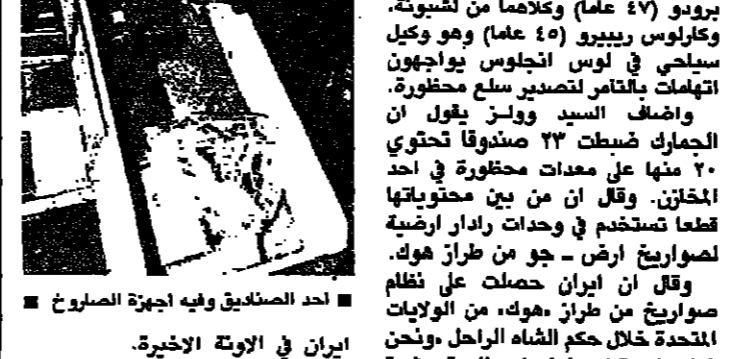 برودو (٤٧ عاما) وكلاهما من لشبونة،
وكارلوس ريبيرو (٤٥ عاما) وهو وكيل
سياحي في لوس انجلوس يواجهون
اتهامات بالتامر لتصدير سلع محظورة.
واضاف السيد وولـز يقول ان
الجمارك ضبطت ٢٣ صندوقا تحتوي
٢٠ منها على معدات محظورة في احد
المخازن. وقال ان من بين محتوياتها
قطعا تستخدم في وحدات رادار ارضية
لصواريخ ارض ـ جو من طراز هوك.
وقال ان ايران حصلت على نظام
صواريخ من طراز «هوك» من الولايات
المتحدة خلال حكم الشاه الراحل «ونحن
■ احد الصناديق وفيه اجهزة الصاروخ ■
ايران في الاونة الاخيرة.